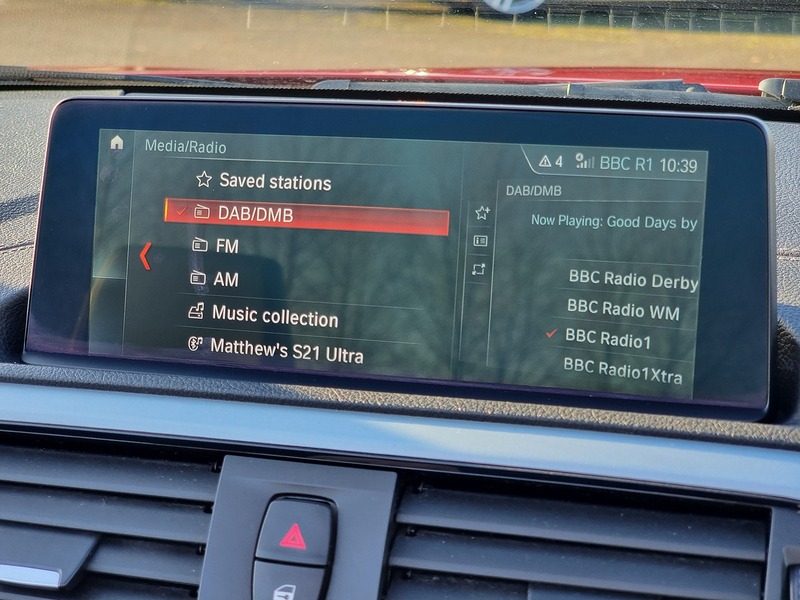 Media/Radio
4 BBC R1 10:39
Saved stations
DAB/DMB
FM
AM
Music collection
Matthew's S21 Ultra
DAB/DMB
Now Playing: Good Days by
BBC Radio Derby
BBC Radio WM
BBC Radio1
BBC Radio1Xtra